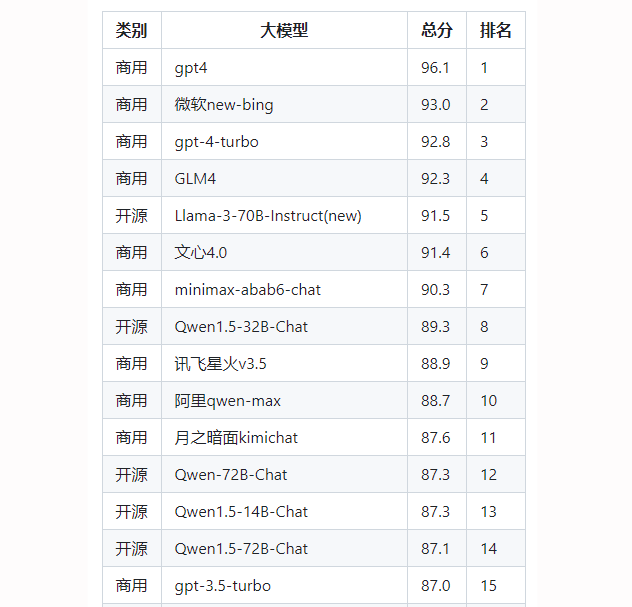 类别 大模型 总分 排名
商用 gpt4 96.1 1
商用 微软new-bing 93.0 2
商用 gpt-4-turbo 92.8 3
商用 GLM4 92.3 4
开源 Llama-3-70B-Instruct(new) 91.5 5
商用 文心4.0 91.4 6
商用 minimax-abab6-chat 90.3 7
开源 Qwen1.5-32B-Chat 89.3 8
商用 讯飞星火v3.5 88.9 9
商用 阿里qwen-max 88.7 10
商用 月之暗面kimichat 87.6 11
开源 Qwen-72B-Chat 87.3 12
开源 Qwen1.5-14B-Chat 87.3 13
开源 Qwen1.5-72B-Chat 87.1 14
商用 gpt-3.5-turbo 87.0 15